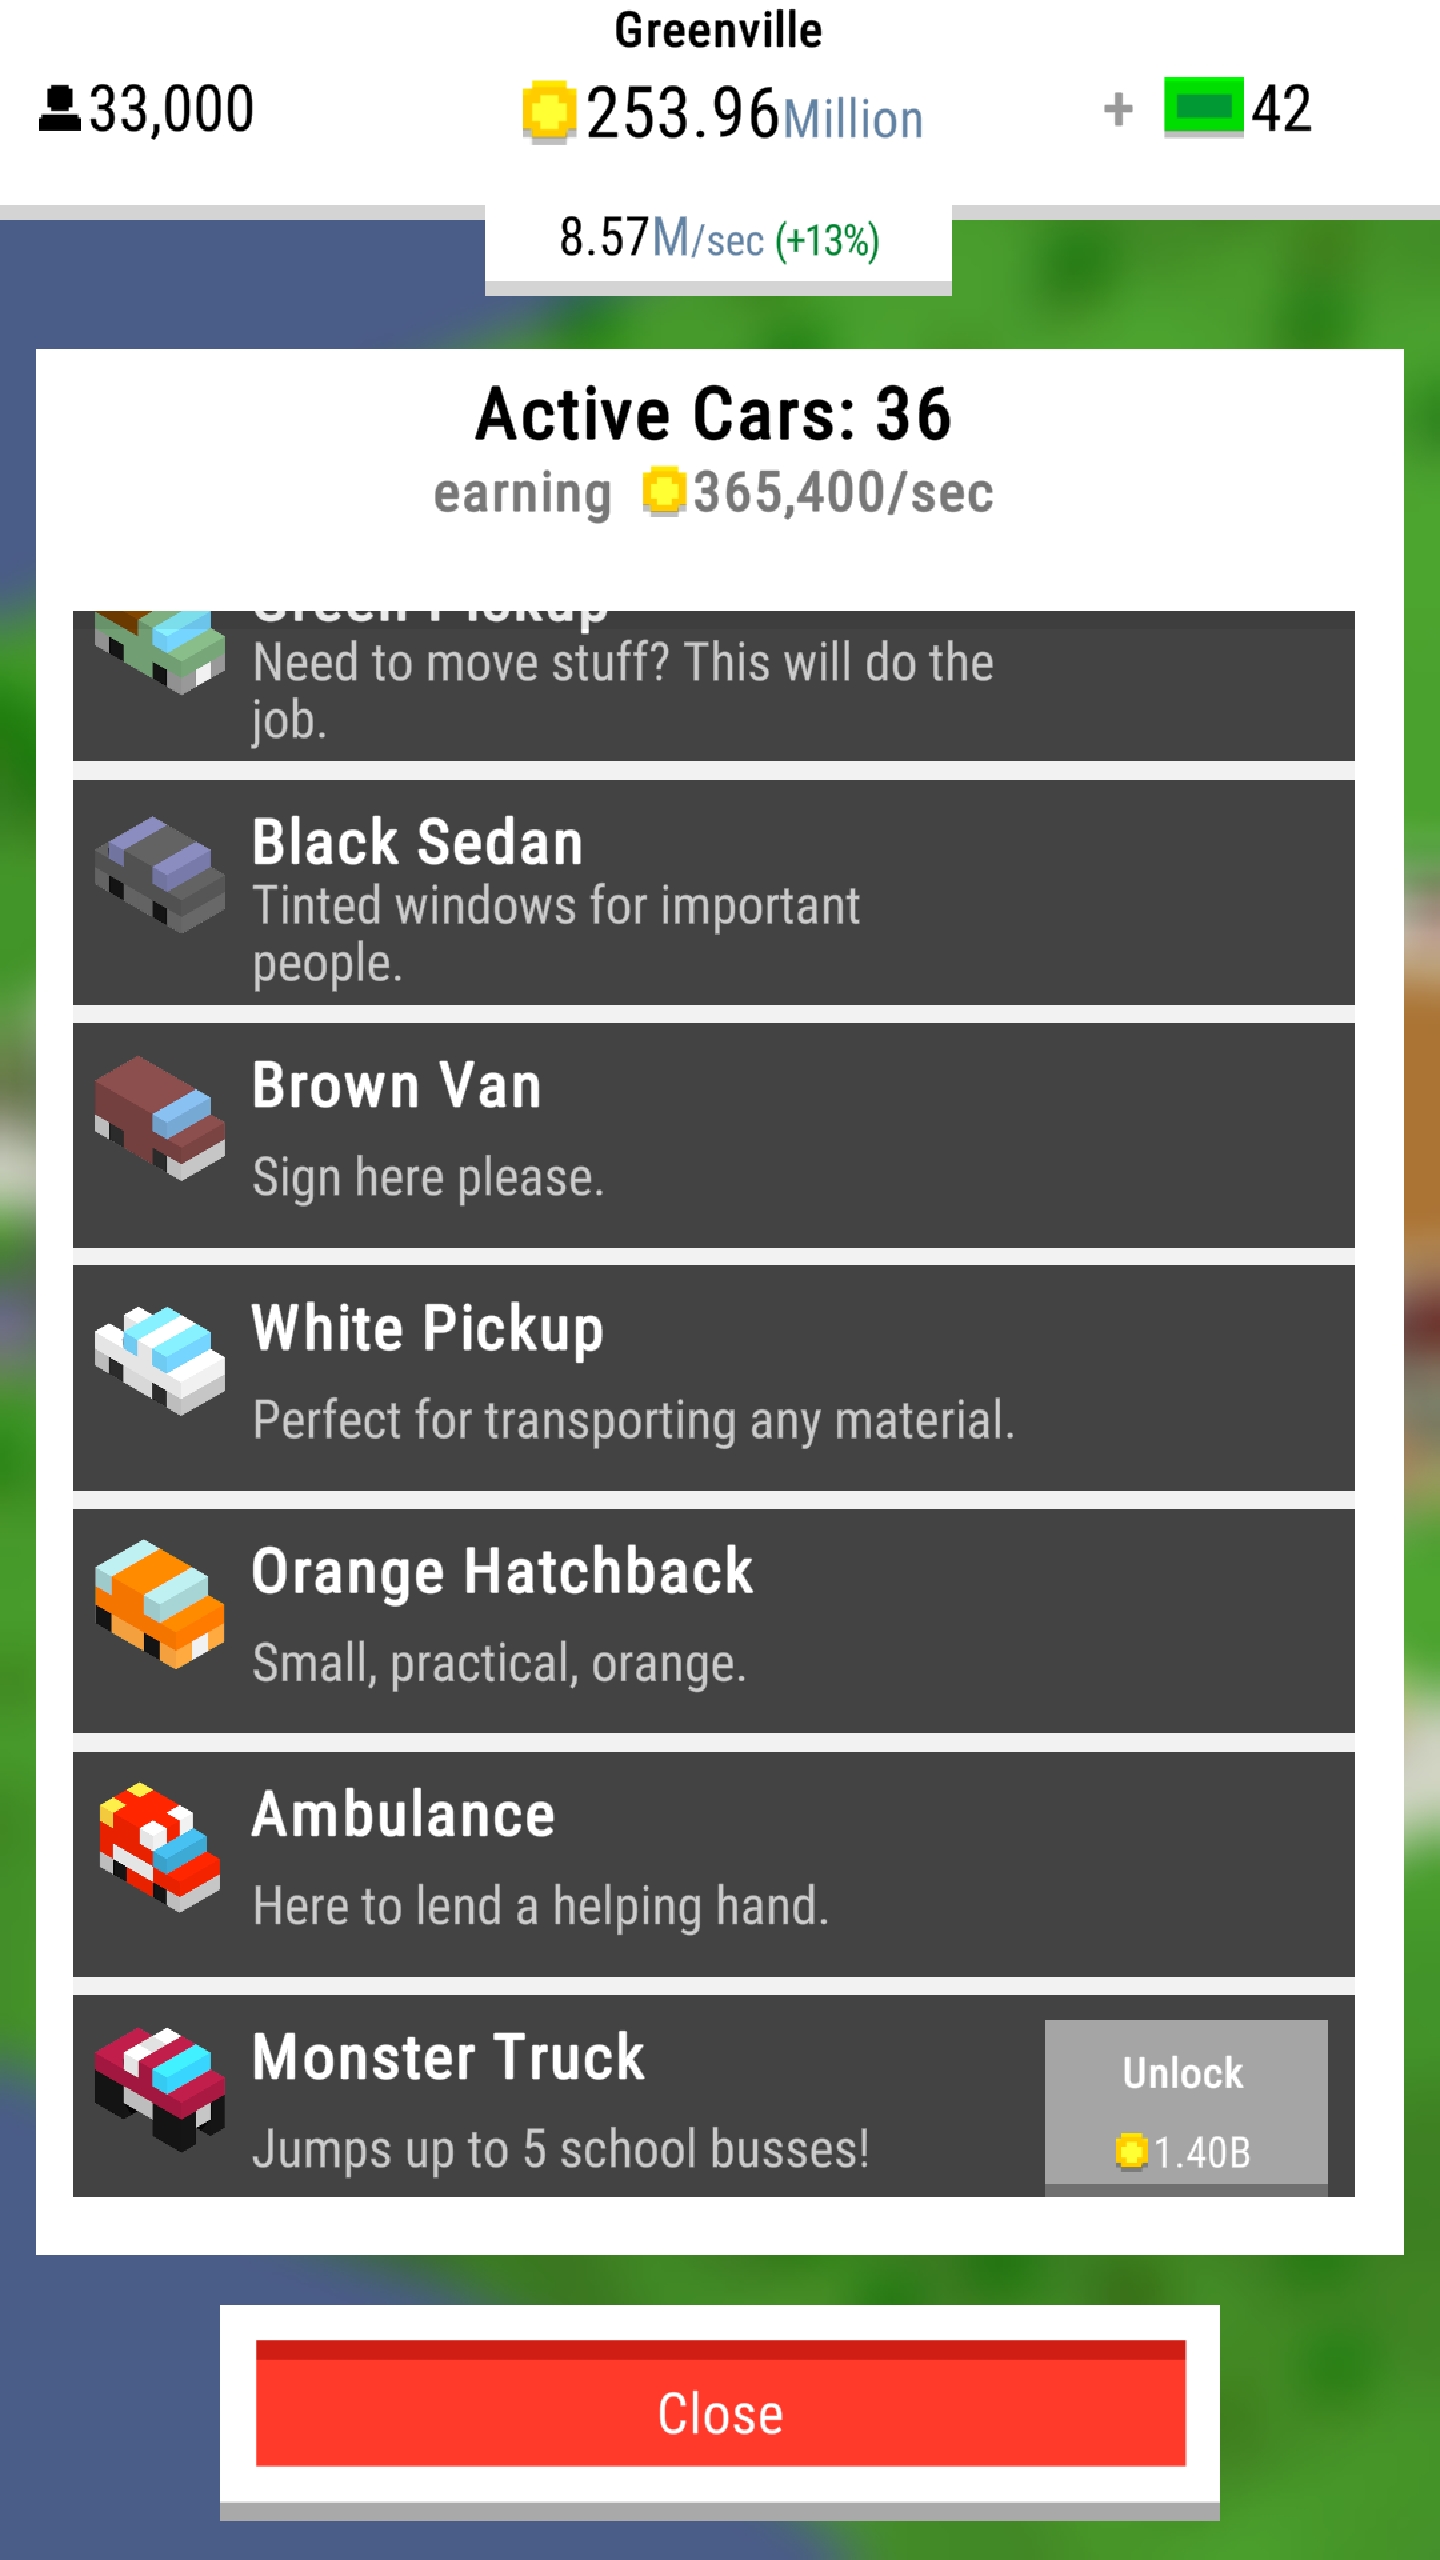 Greenville
33,000
253.96Million
+ 42
8.57M/sec (+13%)
Active Cars: 36
earning 365,400/sec
Green Pickup
Need to move stuff? This will do the
job.
Black Sedan
Tinted windows for important
people.
Brown Van
Sign here please.
White Pickup
Perfect for transporting any material.
Orange Hatchback
Small, practical, orange.
Ambulance
Here to lend a helping hand.
Monster Truck
Jumps up to 5 school busses!
Unlock
1.40B
Close